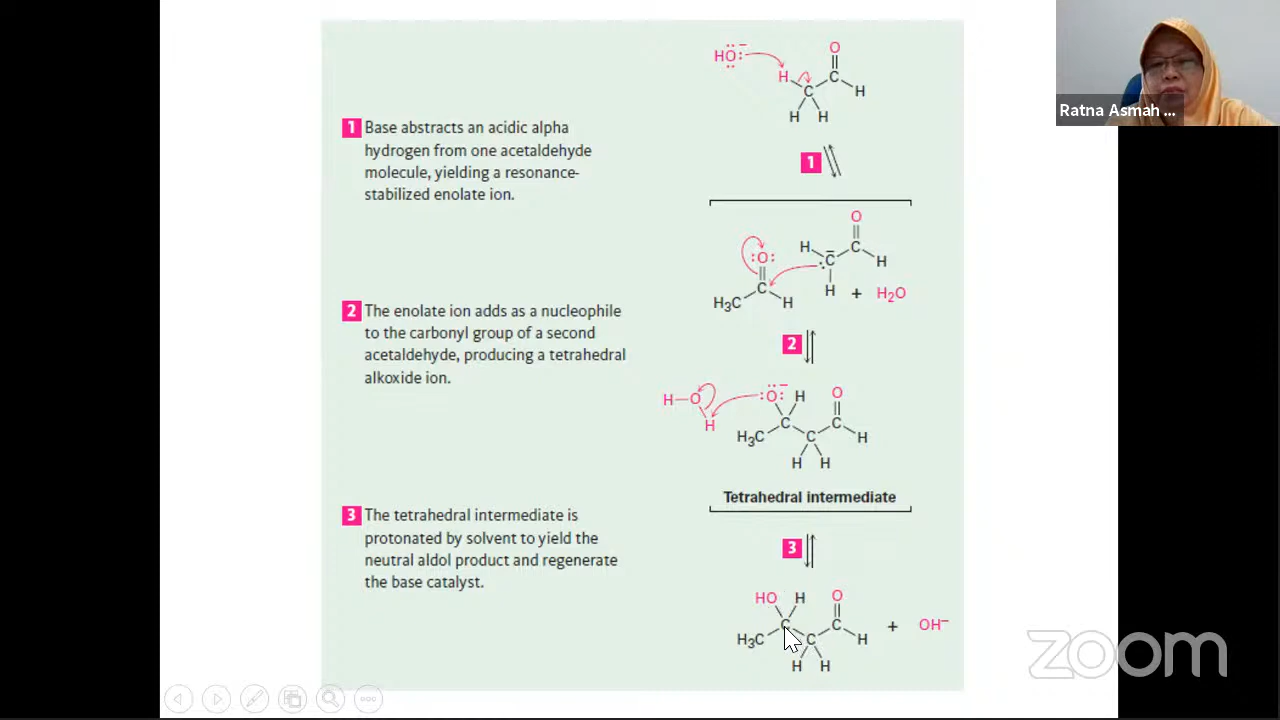 HÖ:⁻
H
O
C
H
C
H H
1 Base abstracts an acidic alpha
hydrogen from one acetaldehyde
molecule, yielding a resonance-
stabilized enolate ion.
1
O
:O:
H
C̄
:
C
H
C
H₃C
H
H
+ H₂O
2 The enolate ion adds as a nucleophile
to the carbonyl group of a second
acetaldehyde, producing a tetrahedral
alkoxide ion.
2
H—O
H
:Ö:⁻
H
O
H₃C
C
C
C
H
H H
Tetrahedral intermediate
3 The tetrahedral intermediate is
protonated by solvent to yield the
neutral aldol product and regenerate
the base catalyst.
3
HO H O
C
C
C
H₃C
H
H H
+ OH⁻
Ratna Asmah ...
zoom